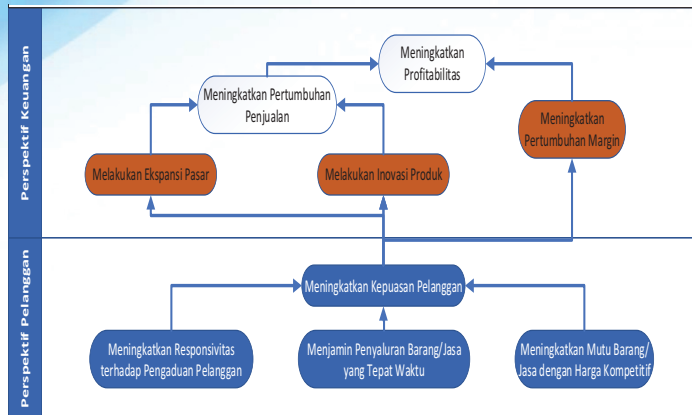 Perspektif Keuangan
Meningkatkan
Profitabilitas
Meningkatkan Pertumbuhan
Penjualan
Meningkatkan
Pertumbuhan Margin
Melakukan Ekspansi Pasar
Melakukan Inovasi Produk
Perspektif Pelanggan
Meningkatkan Kepuasan Pelanggan
Meningkatkan Responsivitas
terhadap Pengaduan Pelanggan
Menjamin Penyaluran Barang/Jasa
yang Tepat Waktu
Meningkatkan Mutu Barang/
Jasa dengan Harga Kompetitif